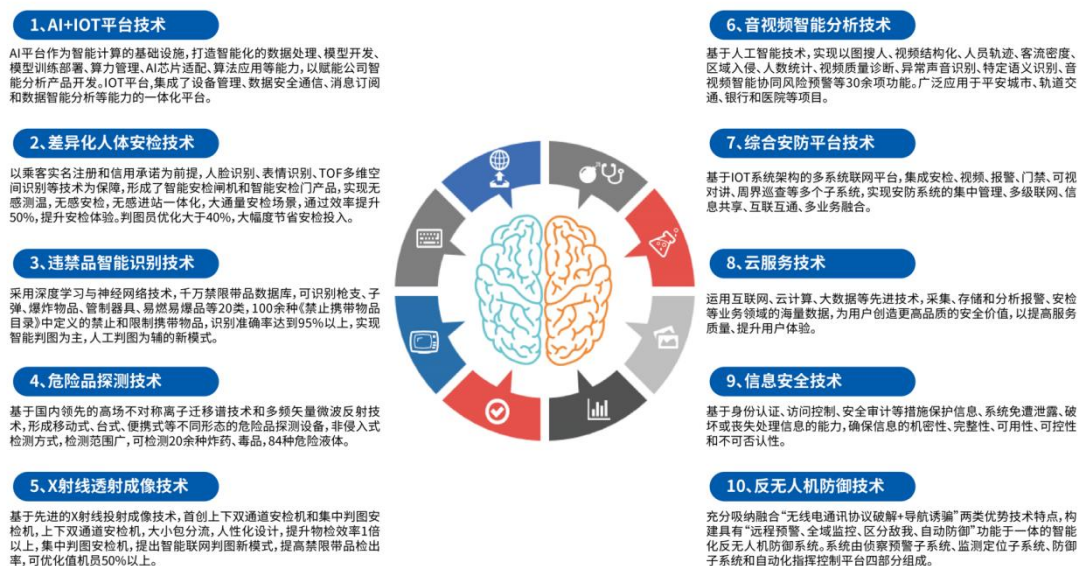 1、AI+IOT平台技术
AI平台作为智能计算的基础设施,打造智能化的数据处理、模型开发、
模型训练部署、算力管理、AI芯片适配、算法应用等能力,以赋能公司智
能分析产品开发。IOT平台,集成了设备管理、数据安全通信、消息订阅
和数据智能分析等能力的一体化平台。
2、差异化人体安检技术
以乘客实名注册和信用承诺为前提,人脸识别、表情识别、TOF多维空
间识别等技术为保障,形成了智能安检闸机和智能安检门产品,实现无
感测温,无感安检,无感进站一体化,大通量安检场景,通过效率提升
50%,提升安检体验。判图员优化大于40%,大幅度节省安检投入。
3、违禁品智能识别技术
采用深度学习与神经网络技术,千万禁限带品数据库,可识别枪支、子
弹、爆炸物品、管制器具、易燃易爆品等20类,100余种《禁止携带物品
目录》中定义的禁止和限制携带物品,识别准确率达到95%以上,实现
智能判图为主,人工判图为辅的新模式。
4、危险品探测技术
基于国内领先的高场不对称离子迁移谱技术和多频矢量微波反射技
术,形成移动式、台式、便携式等不同形态的危险品探测设备,非侵入式
检测方式,检测范围广,可检测20余种炸药、毒品,84种危险液体。
5、X射线透射成像技术
基于先进的X射线投射成像技术,首创上下双通道安检机和集中判图安
检机,上下双通道安检机,大小包分流,人性化设计,提升物检效率1倍
以上,集中判图安检机,提出智能联网判图新模式,提高禁限带品检出
率,可优化值机员50%以上。
6、音视频智能分析技术
基于人工智能技术,实现以图搜人、视频结构化、人员轨迹、客流密度、
区域入侵、人数统计、视频质量诊断、异常声音识别、特定语义识别、音
视频智能协同风险预警等30余项功能。广泛应用于平安城市、轨道交
通、银行和医院等项目。
7、综合安防平台技术
基于IOT系统架构的多系统联网平台,集成安检、视频、报警、门禁、可视
对讲、周界巡查等多个子系统,实现安防系统的集中管理、多级联网、信
息共享、互联互通、多业务融合。
8、云服务技术
运用互联网、云计算、大数据等先进技术,采集、存储和分析报警、安检
等业务领域的海量数据,为用户创造更高品质的安全价值,以提高服务
质量、提升用户体验。
9、信息安全技术
基于身份认证、访问控制、安全审计等措施保护信息、系统免遭泄露、破
坏或丧失处理信息的能力,确保信息的机密性、完整性、可用性、可控性
和不可否认性。
10、反无人机防御技术
充分吸纳融合“无线电通讯协议破解+导航诱骗”两类优势技术特点,构
建具有“远程预警、全域监控、区分敌我、自动防御”功能于一体的智能
化反无人机防御系统。系统由侦察预警子系统、监测定位子系统、防御
子系统和自动化指挥控制平台四部分组成。